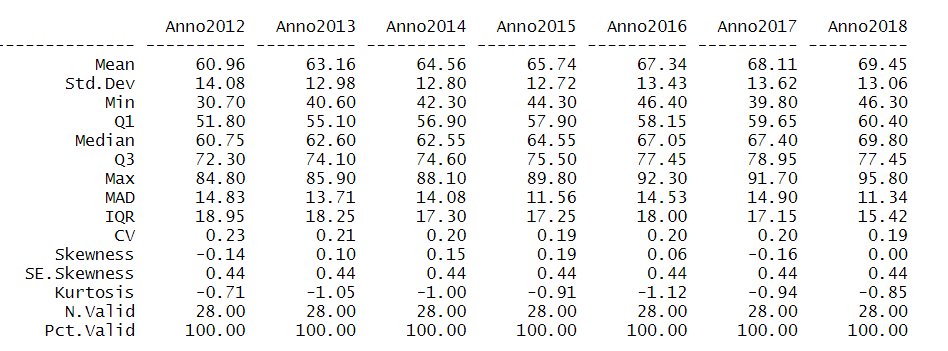 Anno2012 Anno2013 Anno2014 Anno2015 Anno2016 Anno2017 Anno2018
----------------- ---------- ---------- ---------- ---------- ---------- ---------- ----------
Mean 60.96 63.16 64.56 65.74 67.34 68.11 69.45
Std.Dev 14.08 12.98 12.80 12.72 13.43 13.62 13.06
Min 30.70 40.60 42.30 44.30 46.40 39.80 46.30
Q1 51.80 55.10 56.90 57.90 58.15 59.65 60.40
Median 60.75 62.60 62.55 64.55 67.05 67.40 69.80
Q3 72.30 74.10 74.60 75.50 77.45 78.95 77.45
Max 84.80 85.90 88.10 89.80 92.30 91.70 95.80
MAD 14.83 13.71 14.08 11.56 14.53 14.90 11.34
IQR 18.95 18.25 17.30 17.25 18.00 17.15 15.42
CV 0.23 0.21 0.20 0.19 0.20 0.20 0.19
Skewness -0.14 0.10 0.15 0.19 0.06 -0.16 0.00
SE.Skewness 0.44 0.44 0.44 0.44 0.44 0.44 0.44
Kurtosis -0.71 -1.05 -1.00 -0.91 -1.12 -0.94 -0.85
N.Valid 28.00 28.00 28.00 28.00 28.00 28.00 28.00
Pct.Valid 100.00 100.00 100.00 100.00 100.00 100.00 100.00